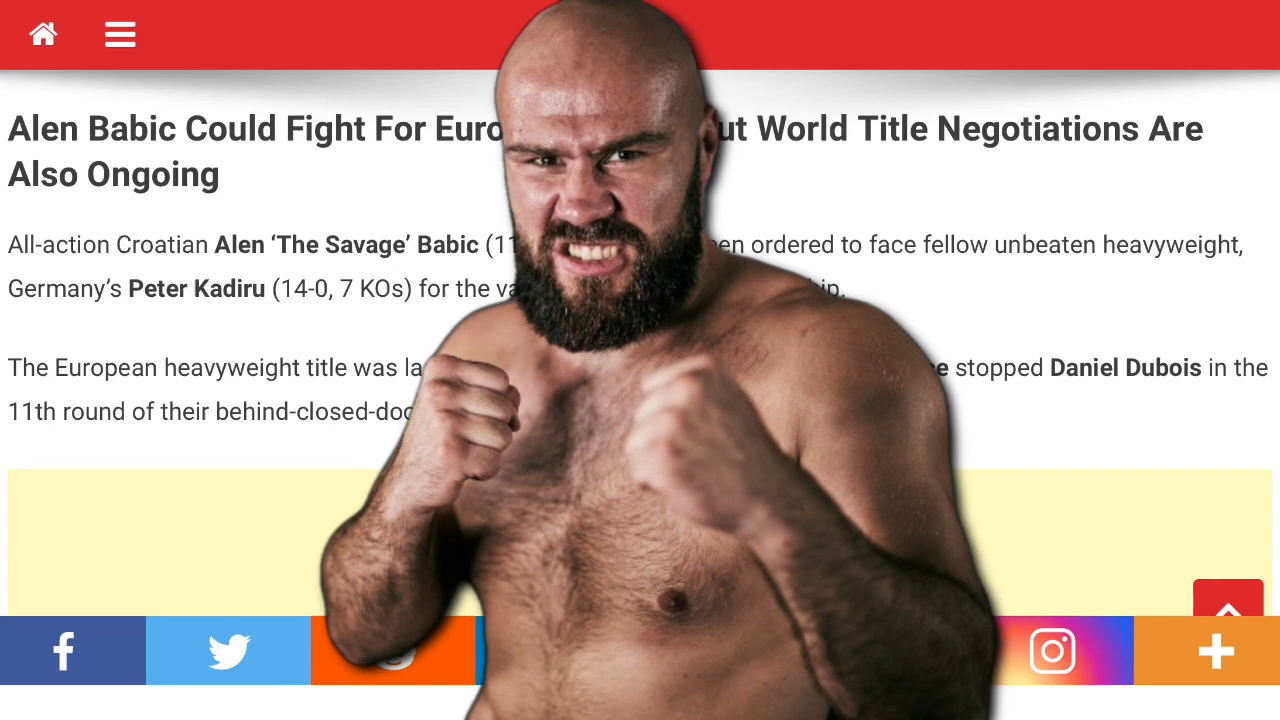 Alen Babic Could Fight For Euro ut World Title Negotiations Are
Also Ongoing
All-action Croatian Alen ‘The Savage’ Babic (11 en ordered to face fellow unbeaten heavyweight,
Germany’s Peter Kadiru (14-0, 7 KOs) for the va ip.
The European heavyweight title was la e stopped Daniel Dubois in the
11th round of their behind-closed-doo